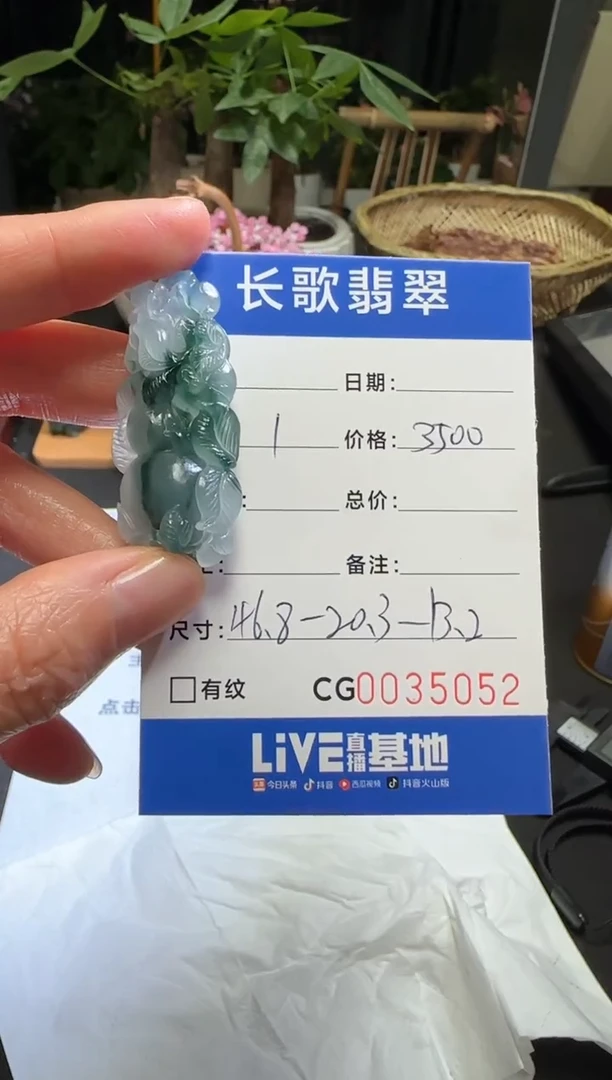 长歌翡翠
日期:
1 价格: 3500
: 总价:
: 备注:
尺寸: 46.8-20.3-13.2
有纹 CG0035052
LiVE直播基地
今日头条 抖音 西瓜视频 抖音火山版
点击